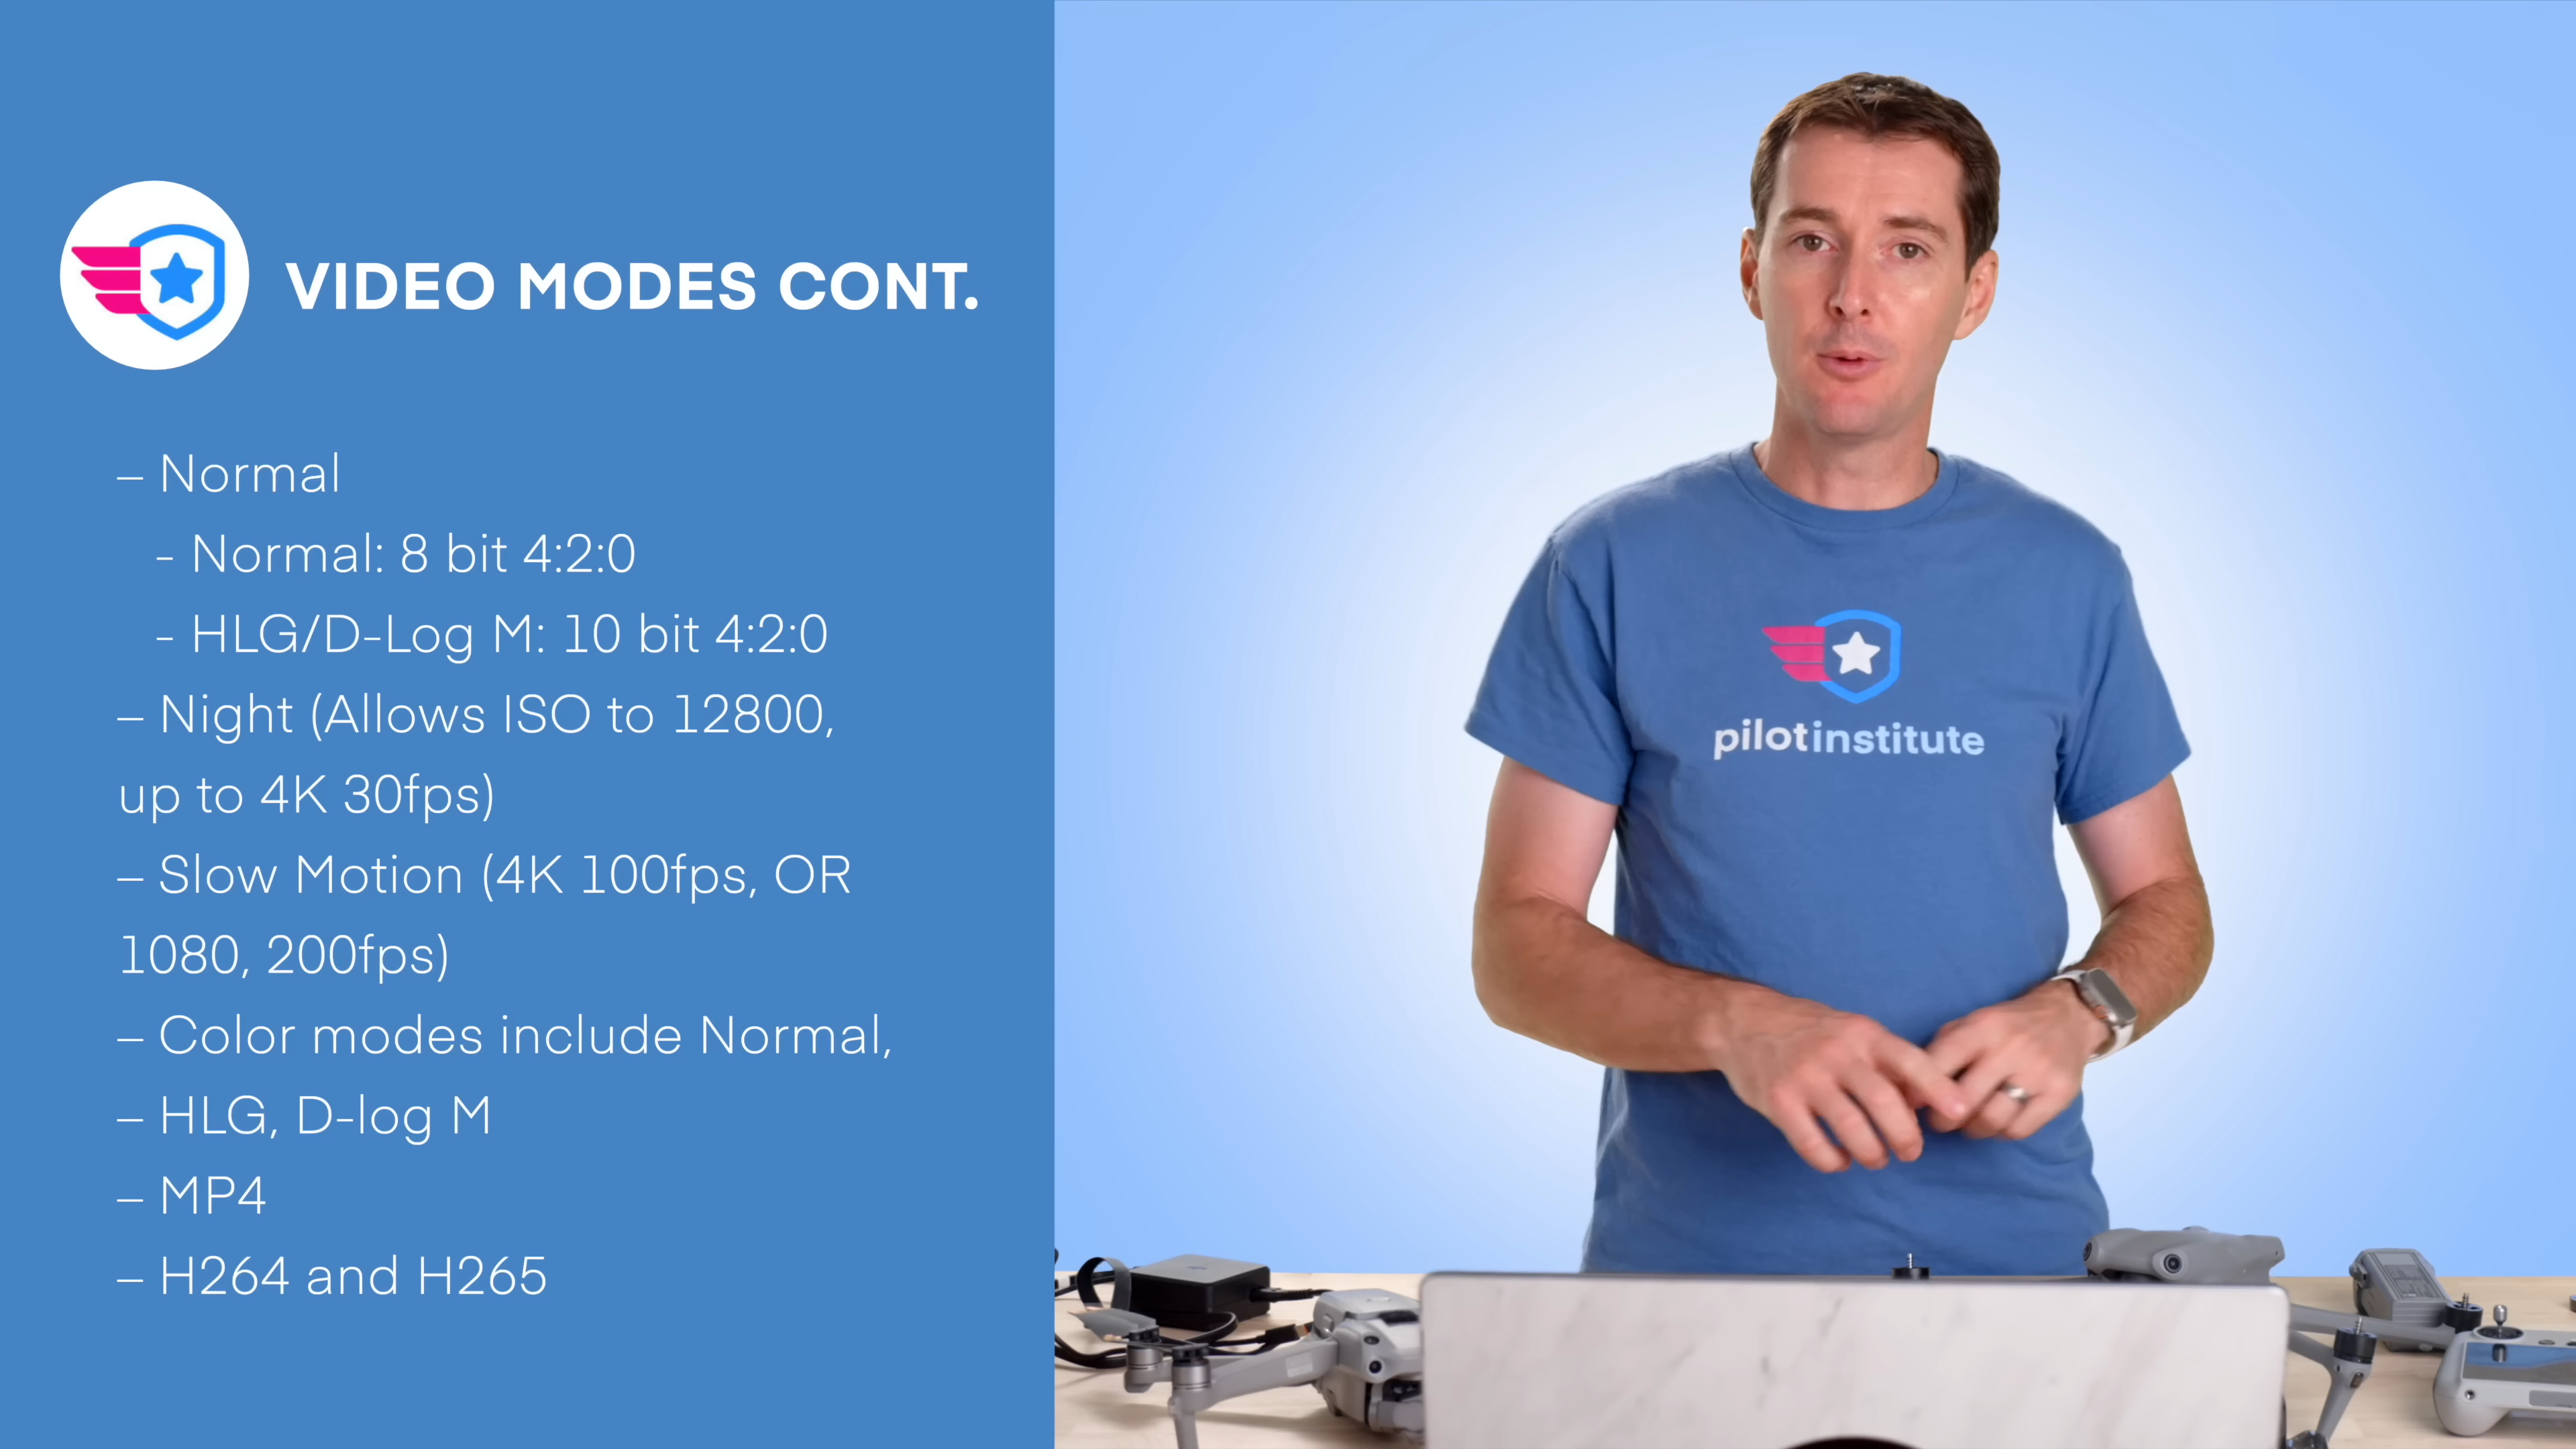 VIDEO MODES CONT.
– Normal
- Normal: 8 bit 4:2:0
- HLG/D-Log M: 10 bit 4:2:0
– Night (Allows ISO to 12800,
up to 4K 30fps)
– Slow Motion (4K 100fps, OR
1080, 200fps)
– Color modes include Normal,
– HLG, D-log M
– MP4
– H264 and H265
pilotinstitute